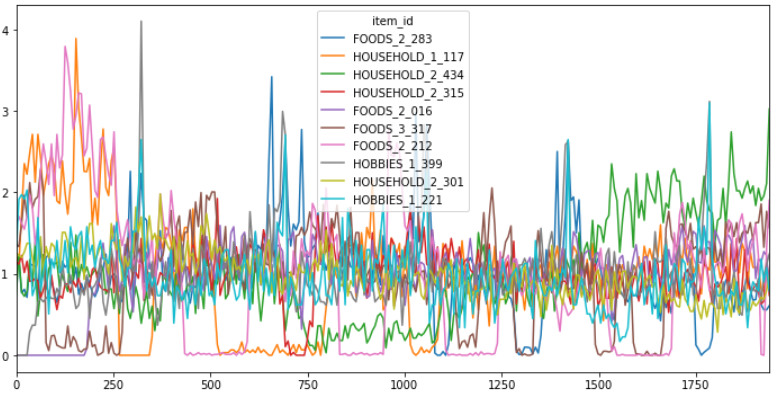 item_id
FOODS_2_283
HOUSEHOLD_1_117
HOUSEHOLD_2_434
HOUSEHOLD_2_315
FOODS_2_016
FOODS_3_317
FOODS_2_212
HOBBIES_1_399
HOUSEHOLD_2_301
HOBBIES_1_221
4
3
2
1
0
0 250 500 750 1000 1250 1500 1750